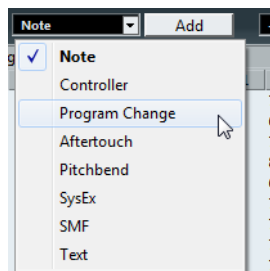 Note Add
Note
Controller
Program Change
Aftertouch
Pitchbend
SysEx
SMF
Text